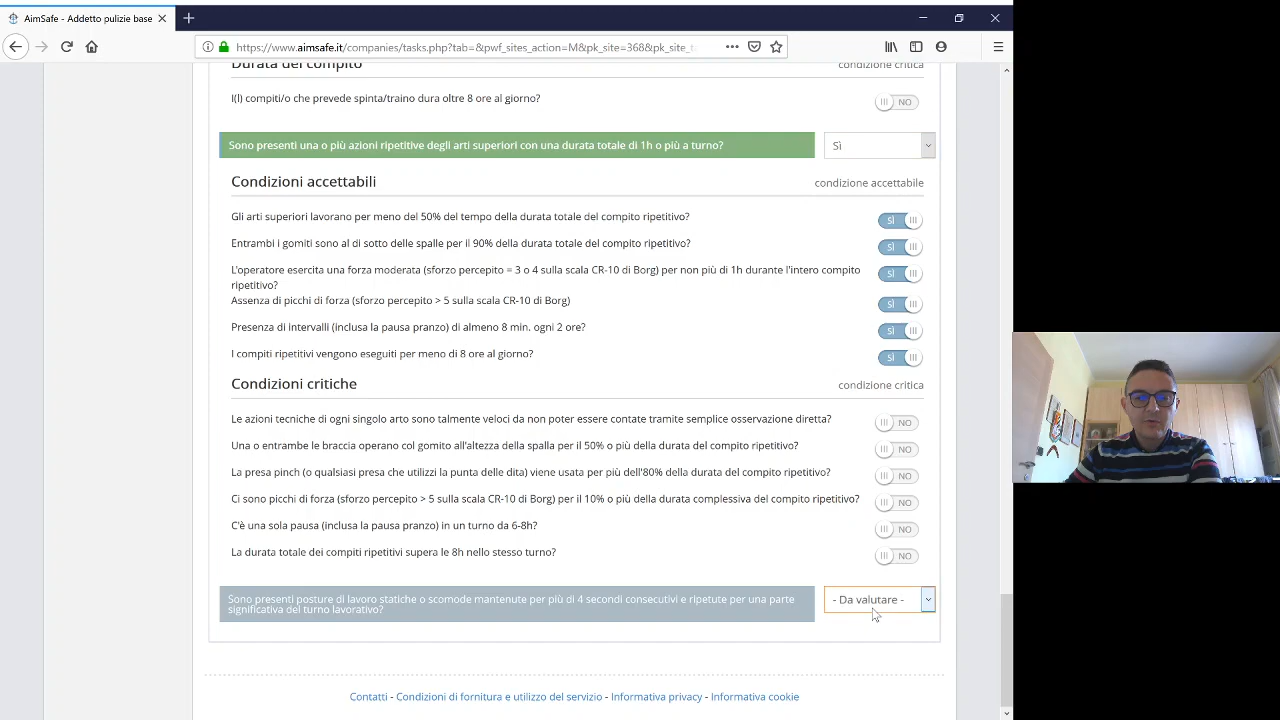 AimSafe - Addetto pulizie base
https://www.aimsafe.it/companies/tasks.php?tab=&pwf_sites_action=M&pk_site=368&pk_site_t
Durata del compito condizione critica
I(l) compiti/o che prevede spinta/traino dura oltre 8 ore al giorno? NO
Sono presenti una o più azioni ripetitive degli arti superiori con una durata totale di 1h o più a turno? Sì
Condizioni accettabili condizione accettabile
Gli arti superiori lavorano per meno del 50% del tempo della durata totale del compito ripetitivo? SÌ
Entrambi i gomiti sono al di sotto delle spalle per il 90% della durata totale del compito ripetitivo? SÌ
L'operatore esercita una forza moderata (sforzo percepito = 3 o 4 sulla scala CR-10 di Borg) per non più di 1h durante l'intero compito SÌ
ripetitivo?
Assenza di picchi di forza (sforzo percepito > 5 sulla scala CR-10 di Borg) SÌ
Presenza di intervalli (inclusa la pausa pranzo) di almeno 8 min. ogni 2 ore? SÌ
I compiti ripetitivi vengono eseguiti per meno di 8 ore al giorno? SÌ
Condizioni critiche condizione critica
Le azioni tecniche di ogni singolo arto sono talmente veloci da non poter essere contate tramite semplice osservazione diretta? NO
Una o entrambe le braccia operano col gomito all'altezza della spalla per il 50% o più della durata del compito ripetitivo? NO
La presa pinch (o qualsiasi presa che utilizzi la punta delle dita) viene usata per più dell'80% della durata del compito ripetitivo? NO
Ci sono picchi di forza (sforzo percepito > 5 sulla scala CR-10 di Borg) per il 10% o più della durata complessiva del compito ripetitivo? NO
C'è una sola pausa (inclusa la pausa pranzo) in un turno da 6-8h? NO
La durata totale dei compiti ripetitivi supera le 8h nello stesso turno? NO
Sono presenti posture di lavoro statiche o scomode mantenute per più di 4 secondi consecutivi e ripetute per una parte - Da valutare -
significativa del turno lavorativo?
Contatti - Condizioni di fornitura e utilizzo del servizio - Informativa privacy - Informativa cookie